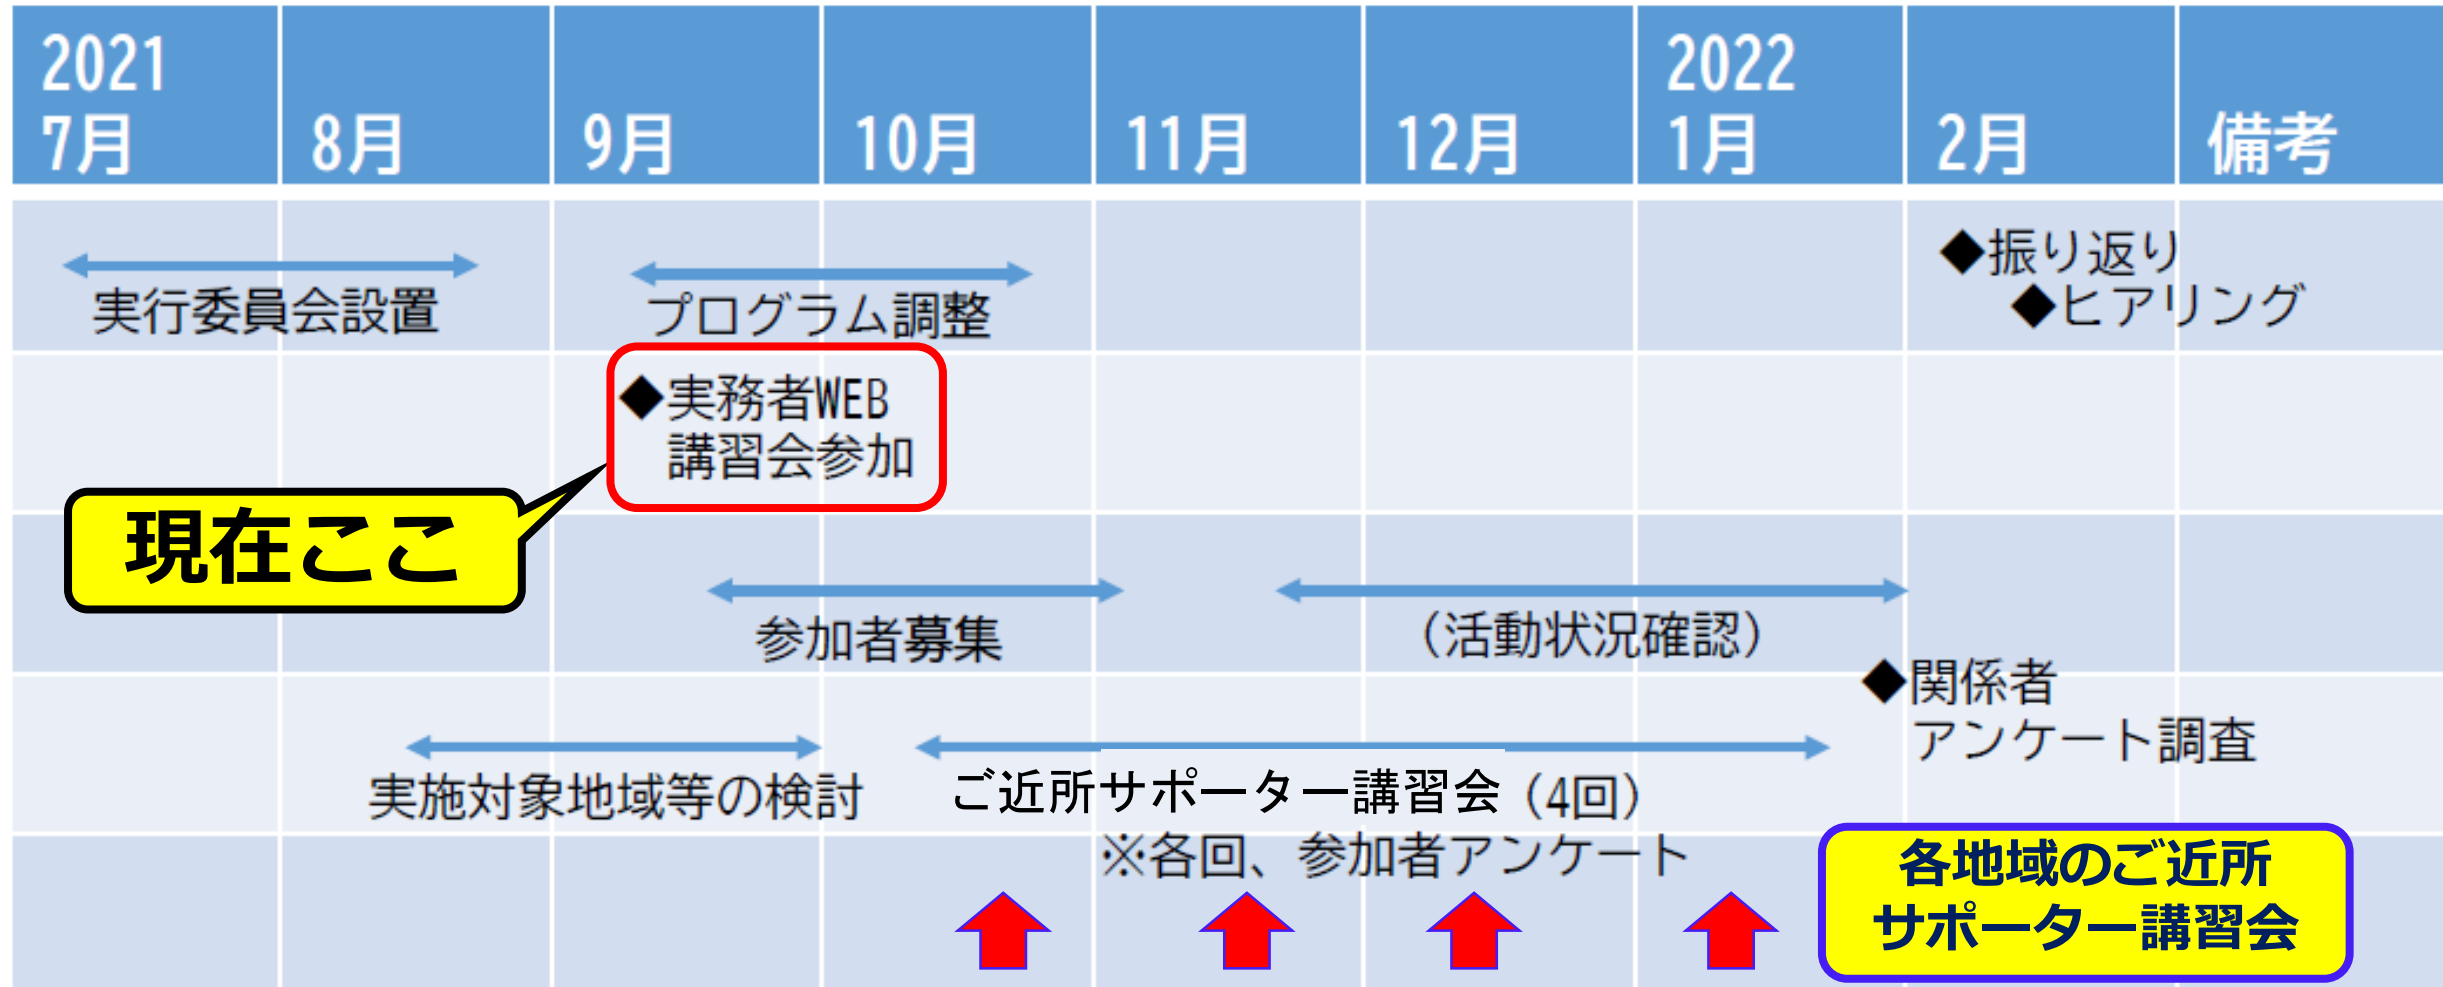 2021
7月
8月
9月
10月
11月
12月
2022
1月
2月
備考
実行委員会設置
プログラム調整
◆振り返り
◆ヒアリング
◆実務者WEB
講習会参加
現在ここ
参加者募集
（活動状況確認）
◆関係者
アンケート調査
実施対象地域等の検討
ご近所サポーター講習会（4回）
※各回、参加者アンケート
各地域のご近所
サポーター講習会